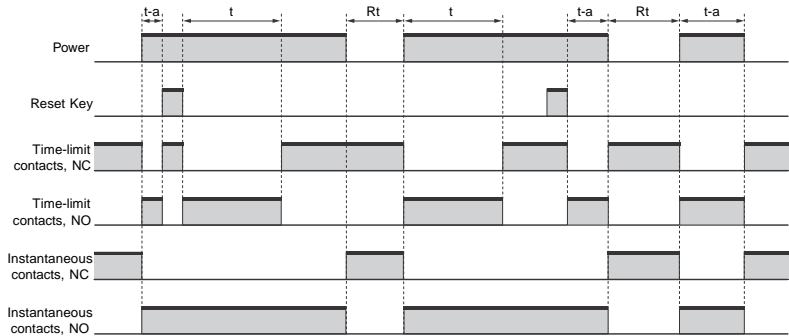 t-a t Rt t t-a Rt t-a
Power
Reset Key
Time-limit
contacts, NC
Time-limit
contacts, NO
Instantaneous
contacts, NC
Instantaneous
contacts, NO